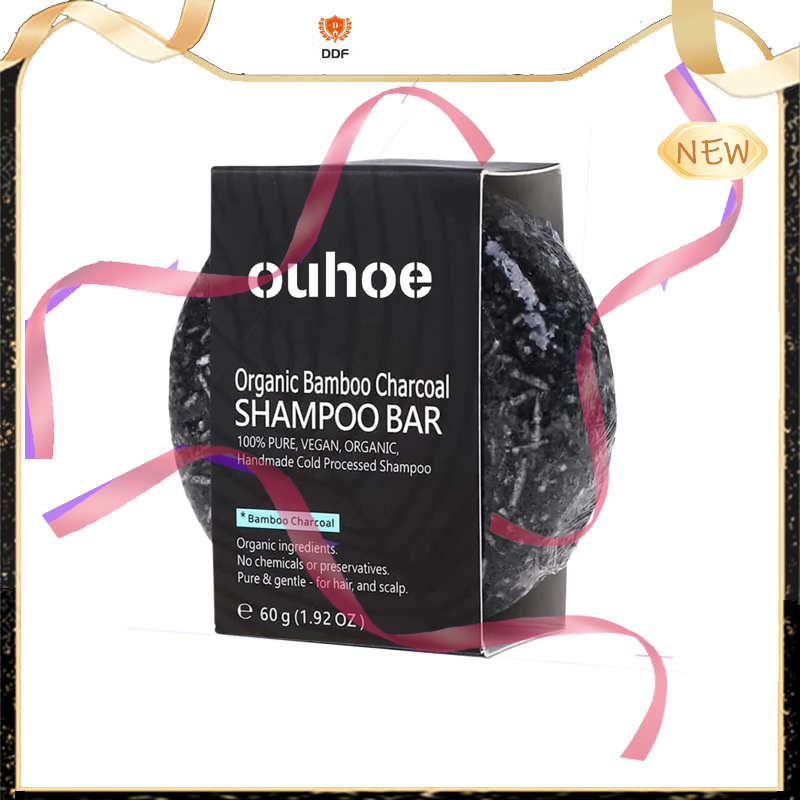 DDF
NEW
ouhoe
Organic Bamboo Charcoal
SHAMPOO BAR
100% PURE, VEGAN, ORGANIC,
Handmade Cold Processed Shampoo
*Bamboo Charcoal
Organic ingredients.
No chemicals or preservatives.
Pure & gentle - for hair, and scalp.
℮ 60 g (1.92 OZ)